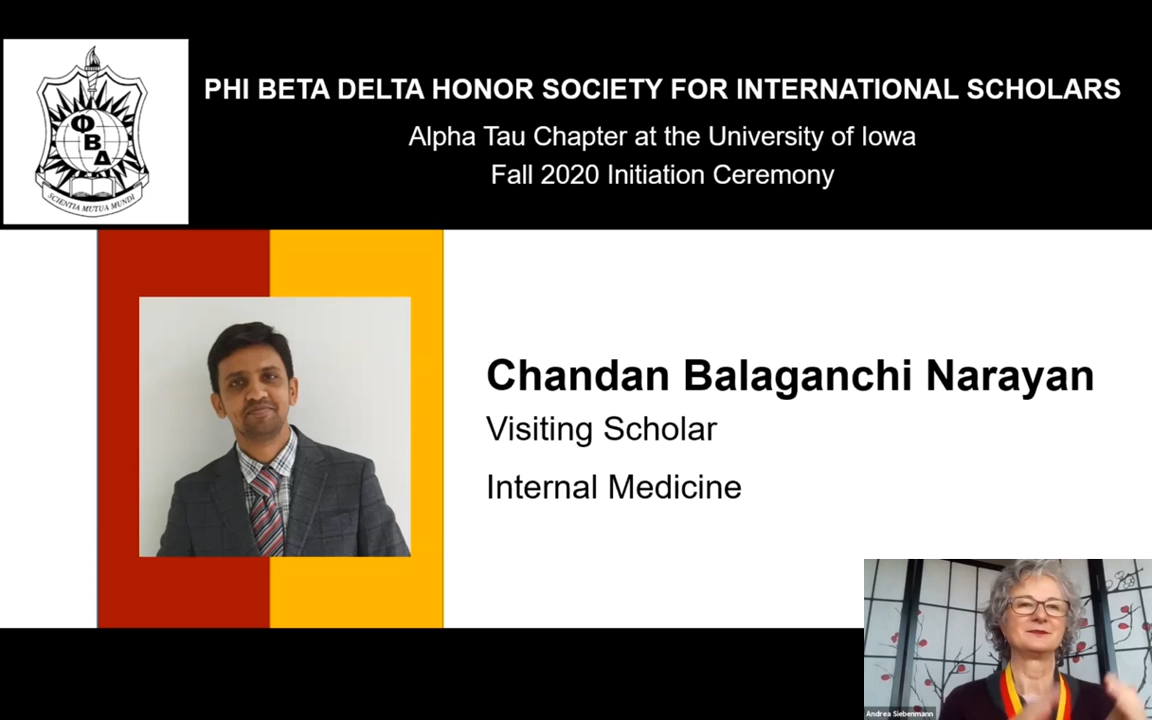 Φ
Β
Δ
SCIENTIA MUTUA MUNDI
PHI BETA DELTA HONOR SOCIETY FOR INTERNATIONAL SCHOLARS
Alpha Tau Chapter at the University of Iowa
Fall 2020 Initiation Ceremony
Chandan Balaganchi Narayan
Visiting Scholar
Internal Medicine
Andrea Siebenmann